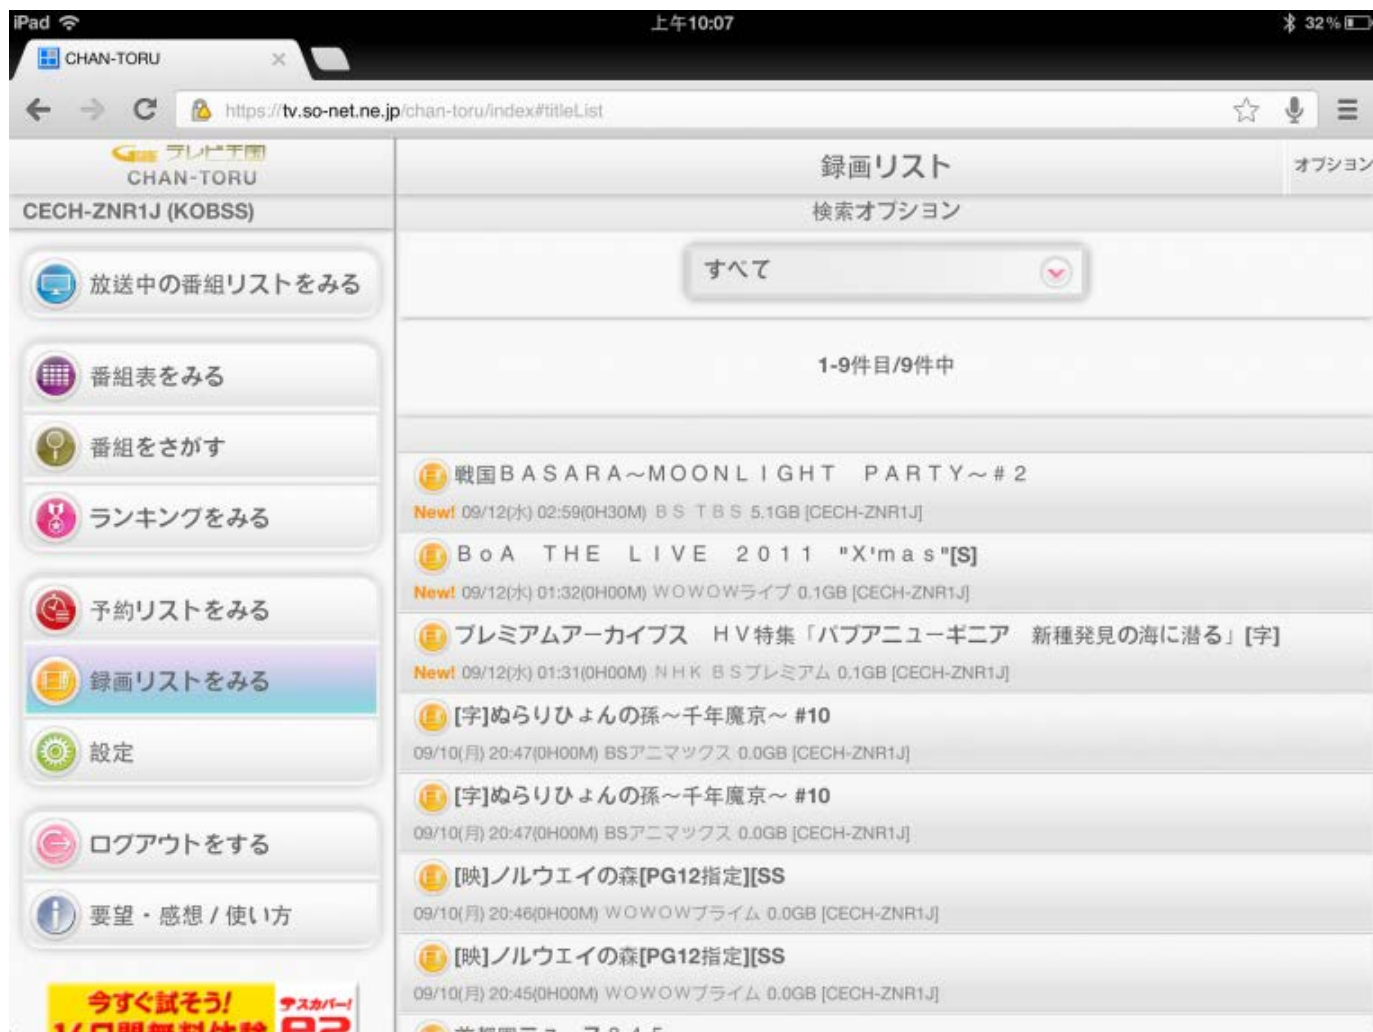 iPad
上午10:07
32%
CHAN-TORU
https://tv.so-net.ne.jp/chan-toru/index#titleList
Gガイド テレビ王国
CHAN-TORU
録画リスト
オプション
CECH-ZNR1J (KOBSS)
検索オプション
放送中の番組リストをみる
すべて
番組表をみる
1-9件目/9件中
番組をさがす
ランキングをみる
予約リストをみる
録画リストをみる
設定
ログアウトをする
要望・感想 / 使い方
今すぐ試そう!
スカパー!
戦国ＢＡＳＡＲＡ～ＭＯＯＮＬＩＧＨＴ　ＰＡＲＴＹ～＃２
New! 09/12(水) 02:59(0H30M) ＢＳ ＴＢＳ 5.1GB [CECH-ZNR1J]
ＢｏＡ　ＴＨＥ　ＬＩＶＥ　２０１１　"X'ｍａｓ"[S]
New! 09/12(水) 01:32(0H00M) ＷＯＷＯＷライブ 0.1GB [CECH-ZNR1J]
プレミアムアーカイブス　ＨＶ特集「パプアニューギニア　新種発見の海に潜る」[字]
New! 09/12(水) 01:31(0H00M) ＮＨＫ ＢＳプレミアム 0.1GB [CECH-ZNR1J]
[字]ぬらりひょんの孫～千年魔京～ #10
09/10(月) 20:47(0H00M) BSアニマックス 0.0GB [CECH-ZNR1J]
[字]ぬらりひょんの孫～千年魔京～ #10
09/10(月) 20:47(0H00M) BSアニマックス 0.0GB [CECH-ZNR1J]
[映]ノルウェイの森[PG12指定][SS
09/10(月) 20:46(0H00M) ＷＯＷＯＷプライム 0.0GB [CECH-ZNR1J]
[映]ノルウェイの森[PG12指定][SS
09/10(月) 20:45(0H00M) ＷＯＷＯＷプライム 0.0GB [CECH-ZNR1J]